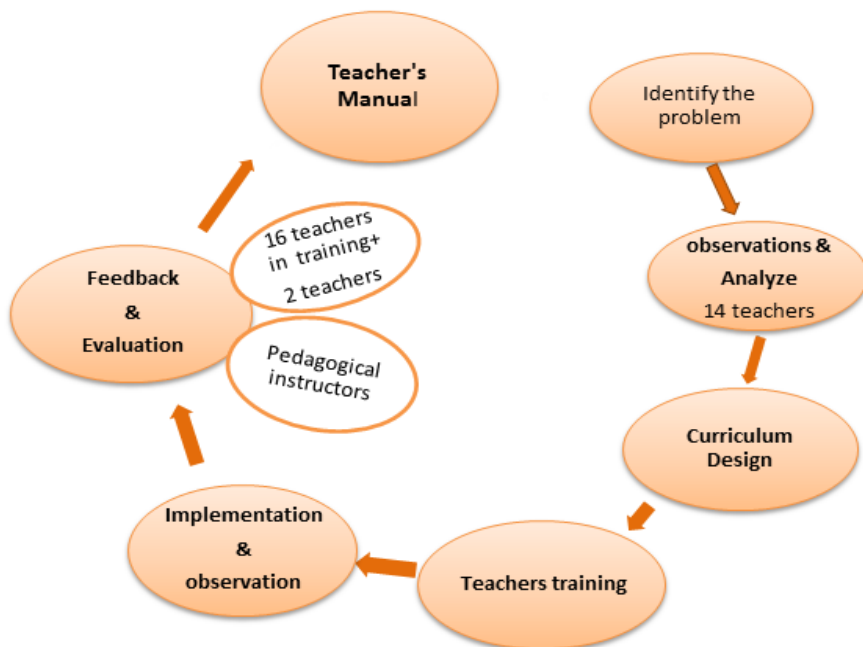 Identify the
problem
observations &
Analyze
14 teachers
Curriculum
Design
Teachers training
Implementation
&
observation
Feedback
&
Evaluation
16 teachers
in training+
2 teachers
Pedagogical
instructors
Teacher's
Manual